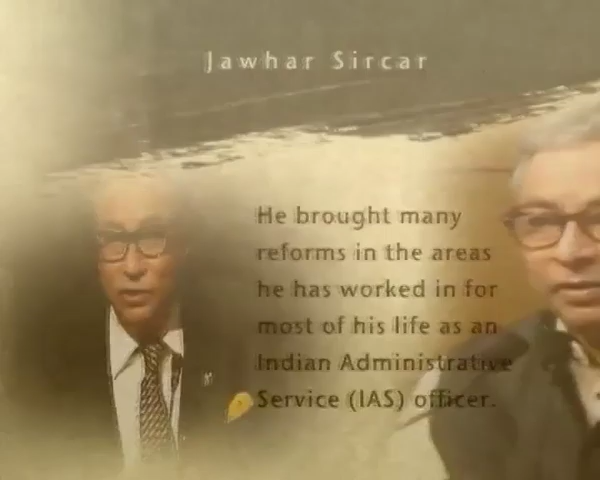 Jawhar Sircar
He brought many
reforms in the areas
he has worked in for
most of his life as an
Indian Administrative
Service (IAS) officer.